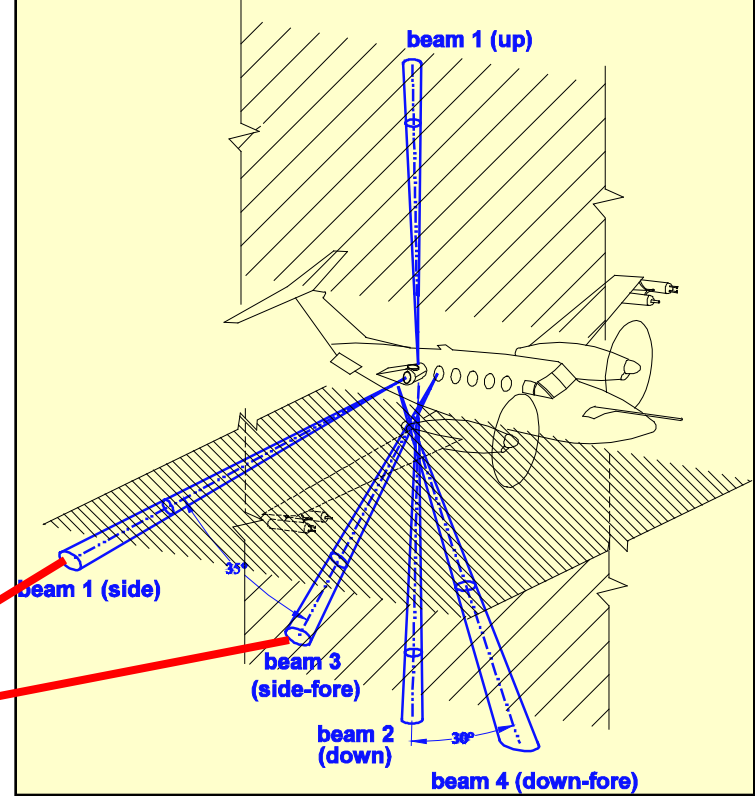 beam 1 (up)
35°
beam 1 (side)
beam 3
(side-fore)
beam 2
(down)
30°
beam 4 (down-fore)